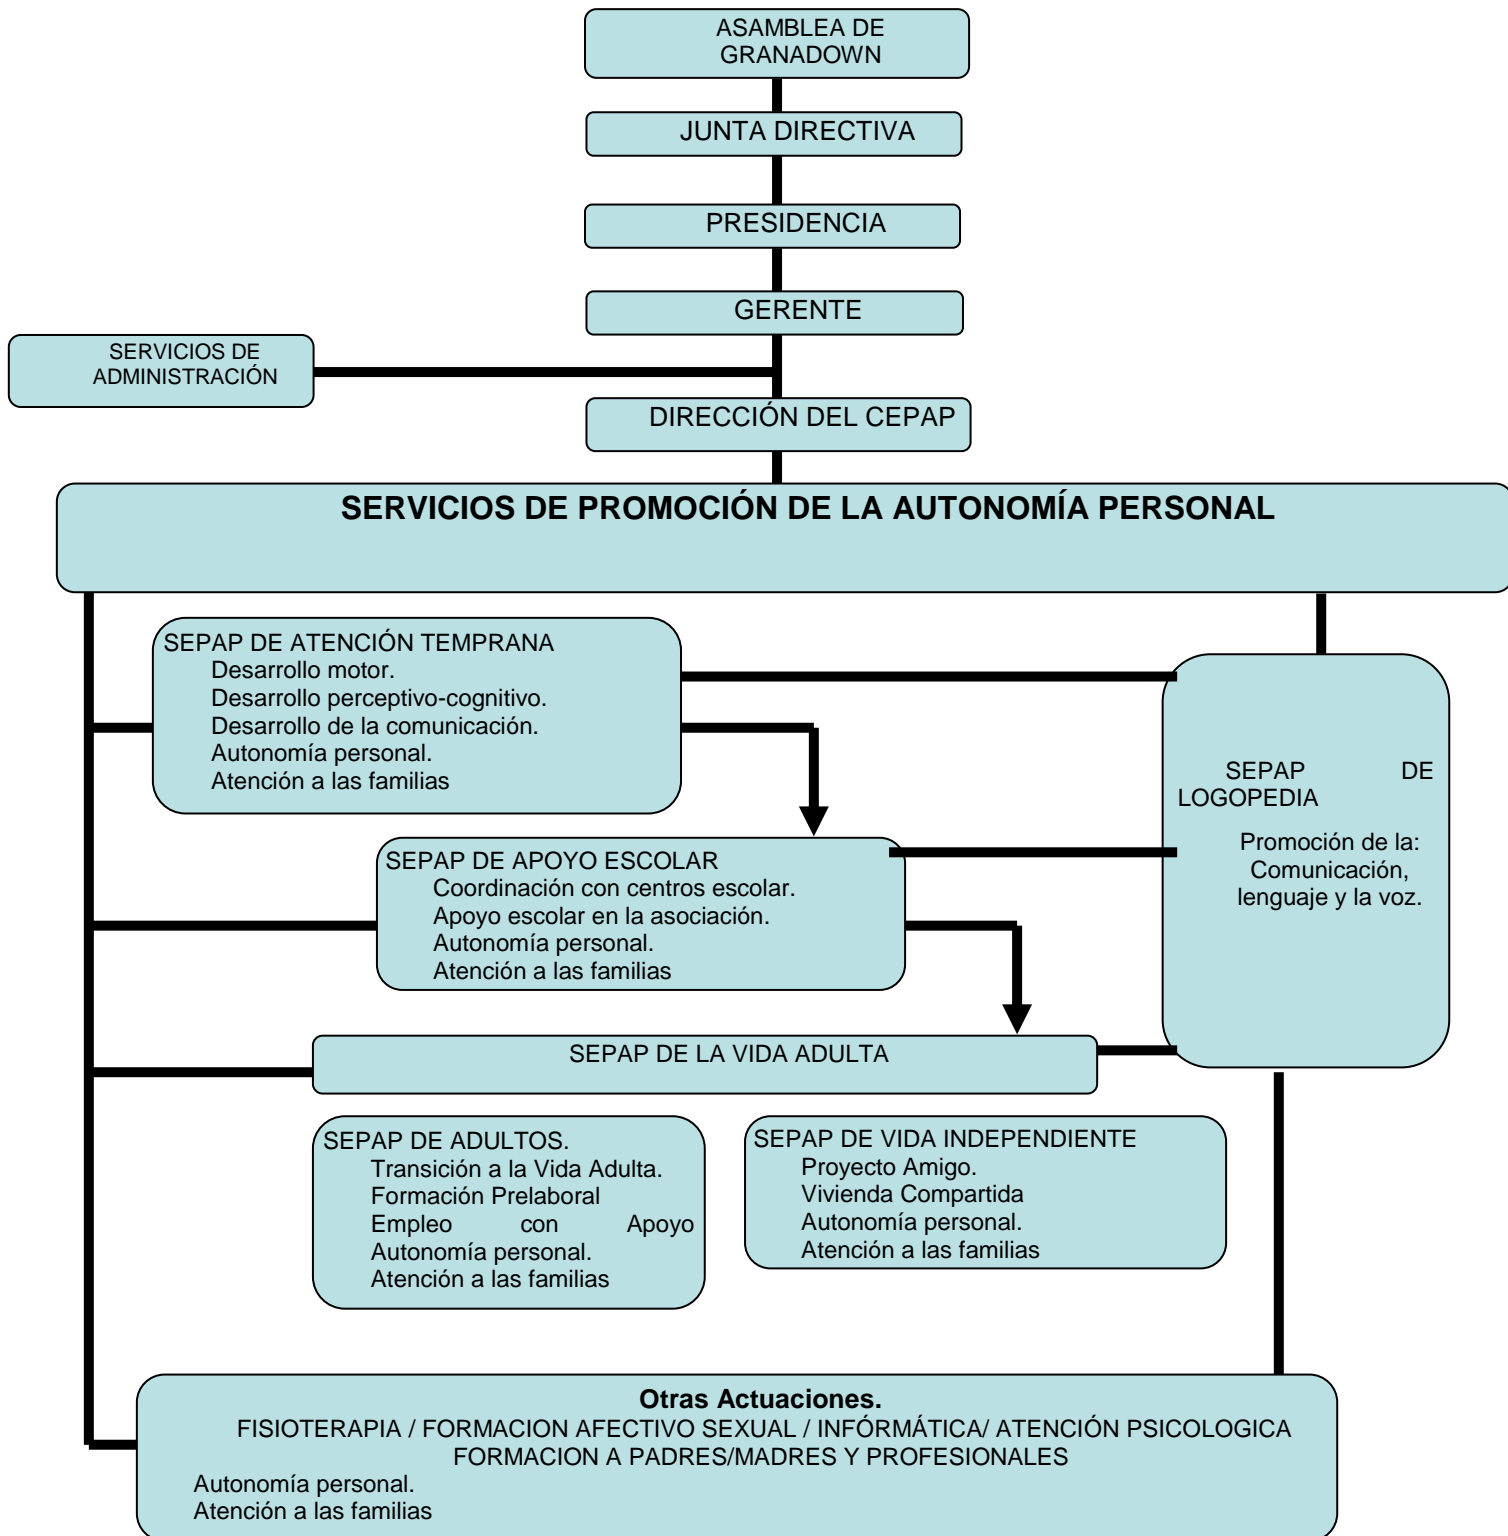 ASAMBLEA DE
GRANADOWN
JUNTA DIRECTIVA
PRESIDENCIA
GERENTE
SERVICIOS DE
ADMINISTRACIÓN
DIRECCIÓN DEL CEPAP
SERVICIOS DE PROMOCIÓN DE LA AUTONOMÍA PERSONAL
SEPAP DE ATENCIÓN TEMPRANA
Desarrollo motor.
Desarrollo perceptivo-cognitivo.
Desarrollo de la comunicación.
Autonomía personal.
Atención a las familias
SEPAP DE
LOGOPEDIA
Promoción de la:
Comunicación,
lenguaje y la voz.
SEPAP DE APOYO ESCOLAR
Coordinación con centros escolar.
Apoyo escolar en la asociación.
Autonomía personal.
Atención a las familias
SEPAP DE LA VIDA ADULTA
SEPAP DE ADULTOS.
Transición a la Vida Adulta.
Formación Prelaboral
Empleo con Apoyo
Autonomía personal.
Atención a las familias
SEPAP DE VIDA INDEPENDIENTE
Proyecto Amigo.
Vivienda Compartida
Autonomía personal.
Atención a las familias
Otras Actuaciones.
FISIOTERAPIA / FORMACION AFECTIVO SEXUAL / INFÓRMÁTICA/ ATENCIÓN PSICOLOGICA
FORMACION A PADRES/MADRES Y PROFESIONALES
Autonomía personal.
Atención a las familias